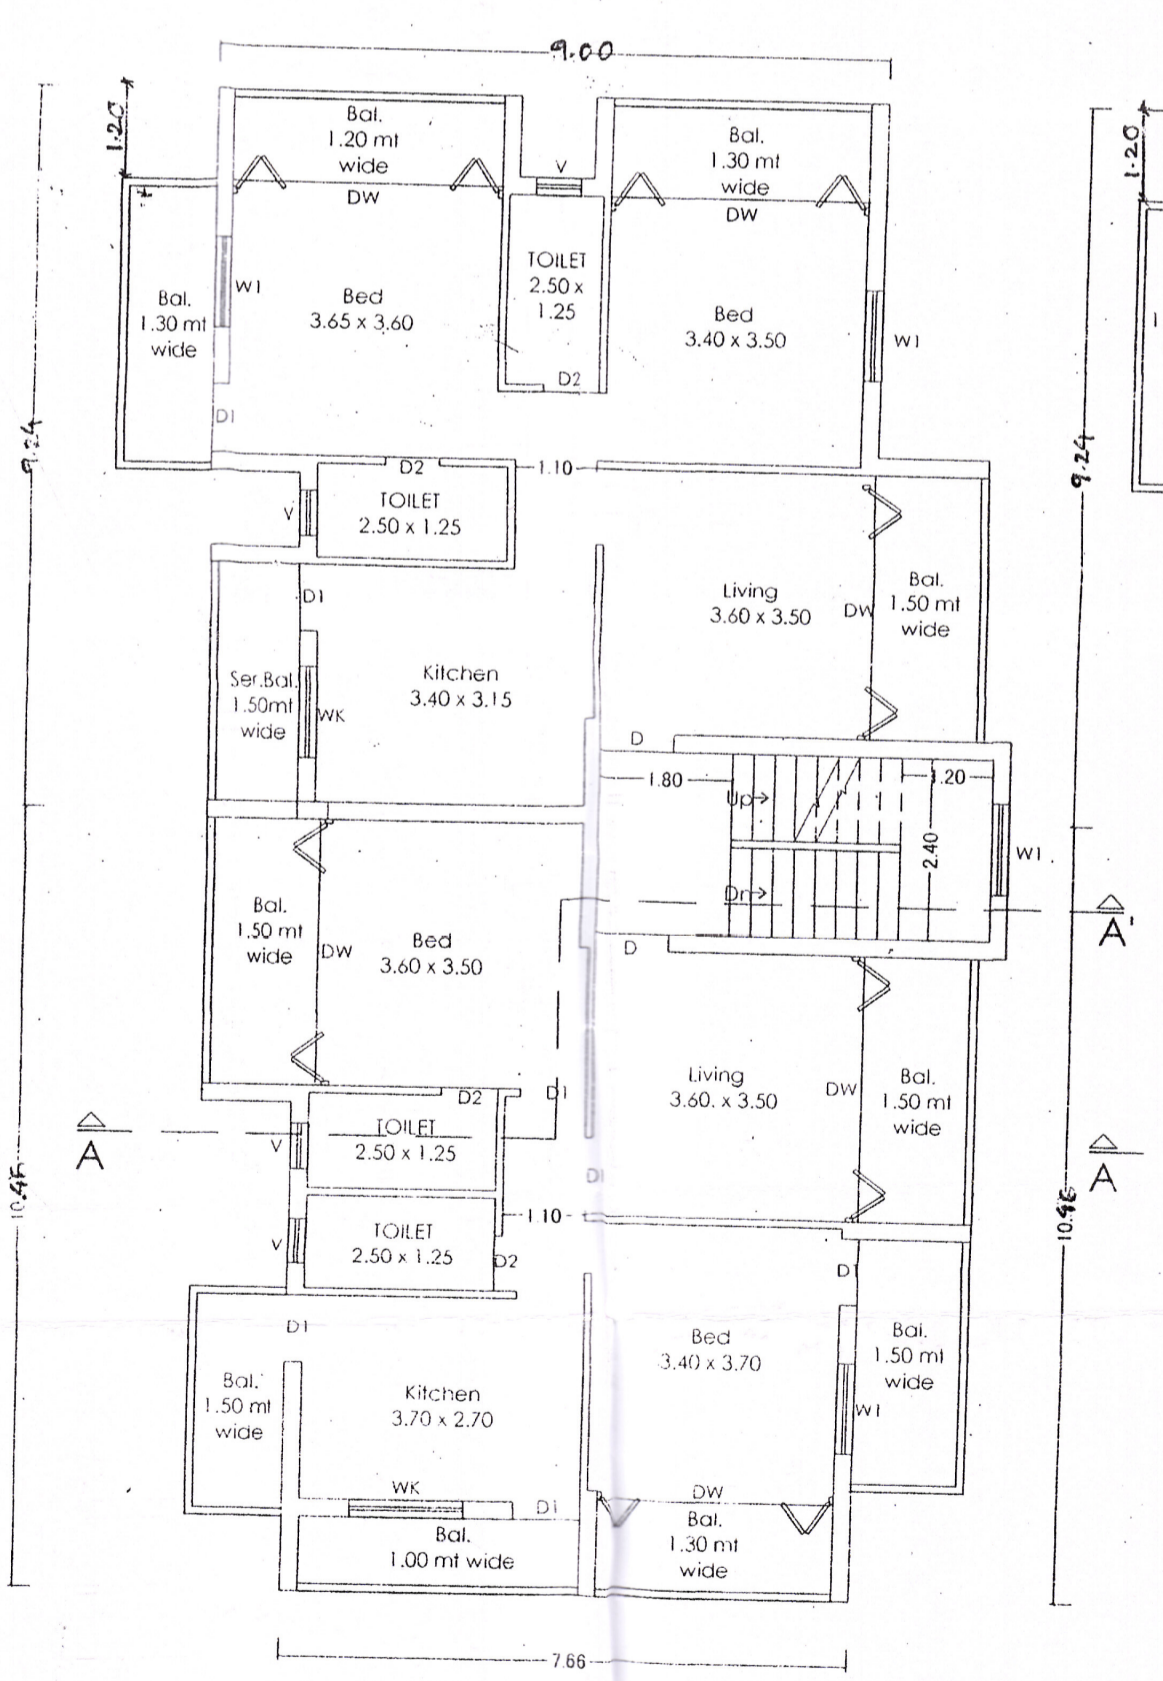 9.00
1.20
Bal.
1.20 mt
wide
V
Bal.
1.30 mt
wide
1.20
DW
DW
Bal.
1.30 mt
wide
W1
Bed
3.65 x 3.60
TOILET
2.50 x
1.25
Bed
3.40 x 3.50
W1
D2
D1
9.24
9.24
D2
1.10
V
TOILET
2.50 x 1.25
D1
Living
3.60 x 3.50
DW
Bal.
1.50 mt
wide
Ser.Bal.
1.50mt
wide
WK
Kitchen
3.40 x 3.15
D
1.80
1.20
Up
2.40
W1
Dn
A'
D
Bal.
1.50 mt
wide
DW
Bed
3.60 x 3.50
Living
3.60. x 3.50
DW
Bal.
1.50 mt
wide
D2
D1
A
V
TOILET
2.50 x 1.25
A
D1
1.10
V
TOILET
2.50 x 1.25
D2
10.96
D1
D1
Bed
3.40 x 3.70
Bal.
1.50 mt
wide
Bal.
1.50 mt
wide
Kitchen
3.70 x 2.70
W1
WK
D1
DW
Bal.
1.00 mt wide
Bal.
1.30 mt
wide
7.66